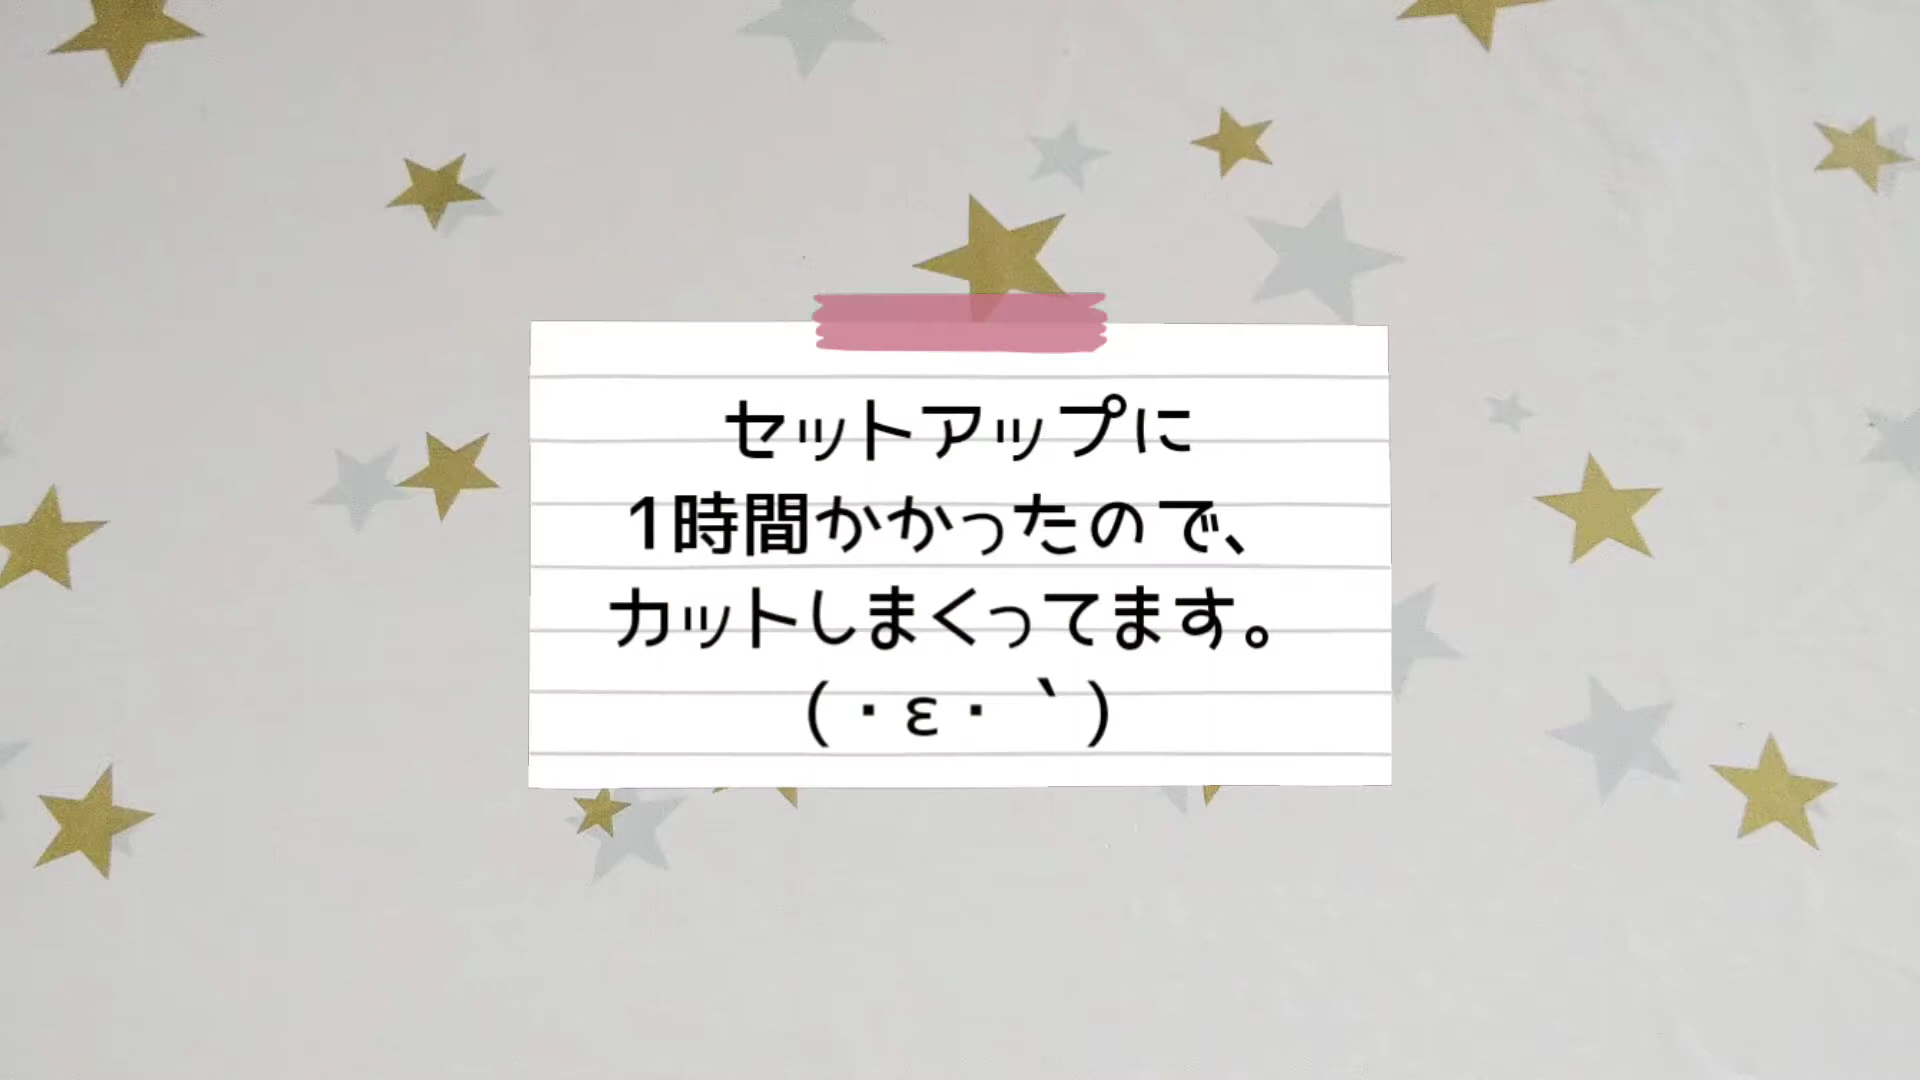 セットアップに
1時間かかったので、
カットしまくってます。
(・ε・｀)